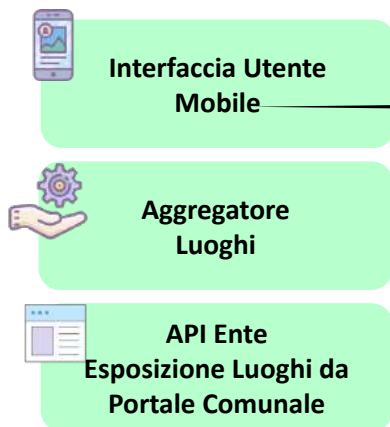 Interfaccia Utente
Mobile
Aggregatore
Luoghi
API Ente
Esposizione Luoghi da
Portale Comunale